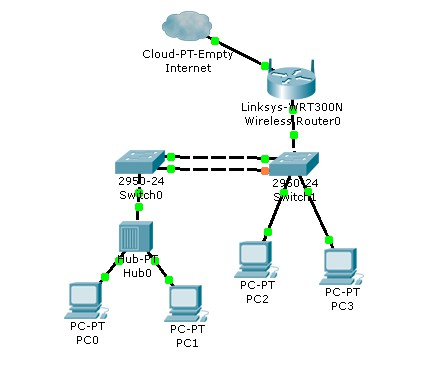 Cloud-PT-Empty
Internet
Linksys-WRT300N
Wireless Router0
2950-24
Switch0
2950-24
Switch1
Hub-PT
Hub0
PC-PT
PC2
PC-PT
PC3
PC-PT
PC0
PC-PT
PC1